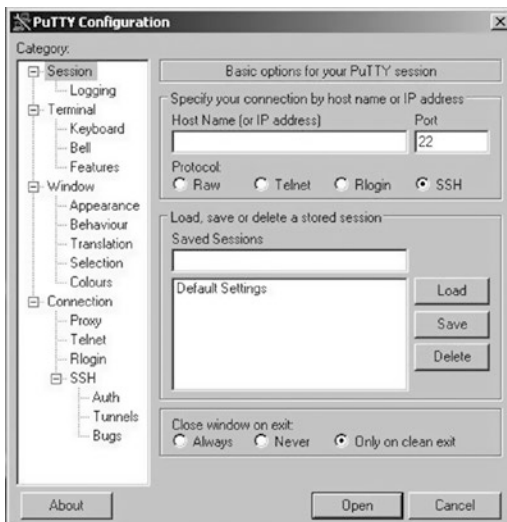 PuTTY Configuration
Category:
Session
Logging
Terminal
Keyboard
Bell
Features
Window
Appearance
Behaviour
Translation
Selection
Colours
Connection
Proxy
Telnet
Rlogin
SSH
Auth
Tunnels
Bugs
Basic options for your PuTTY session
Specify your connection by host name or IP address
Host Name (or IP address) Port
22
Protocol:
Raw Telnet Rlogin SSH
Load, save or delete a stored session
Saved Sessions
Default Settings
Load
Save
Delete
Close window on exit:
Always Never Only on clean exit
About Open Cancel